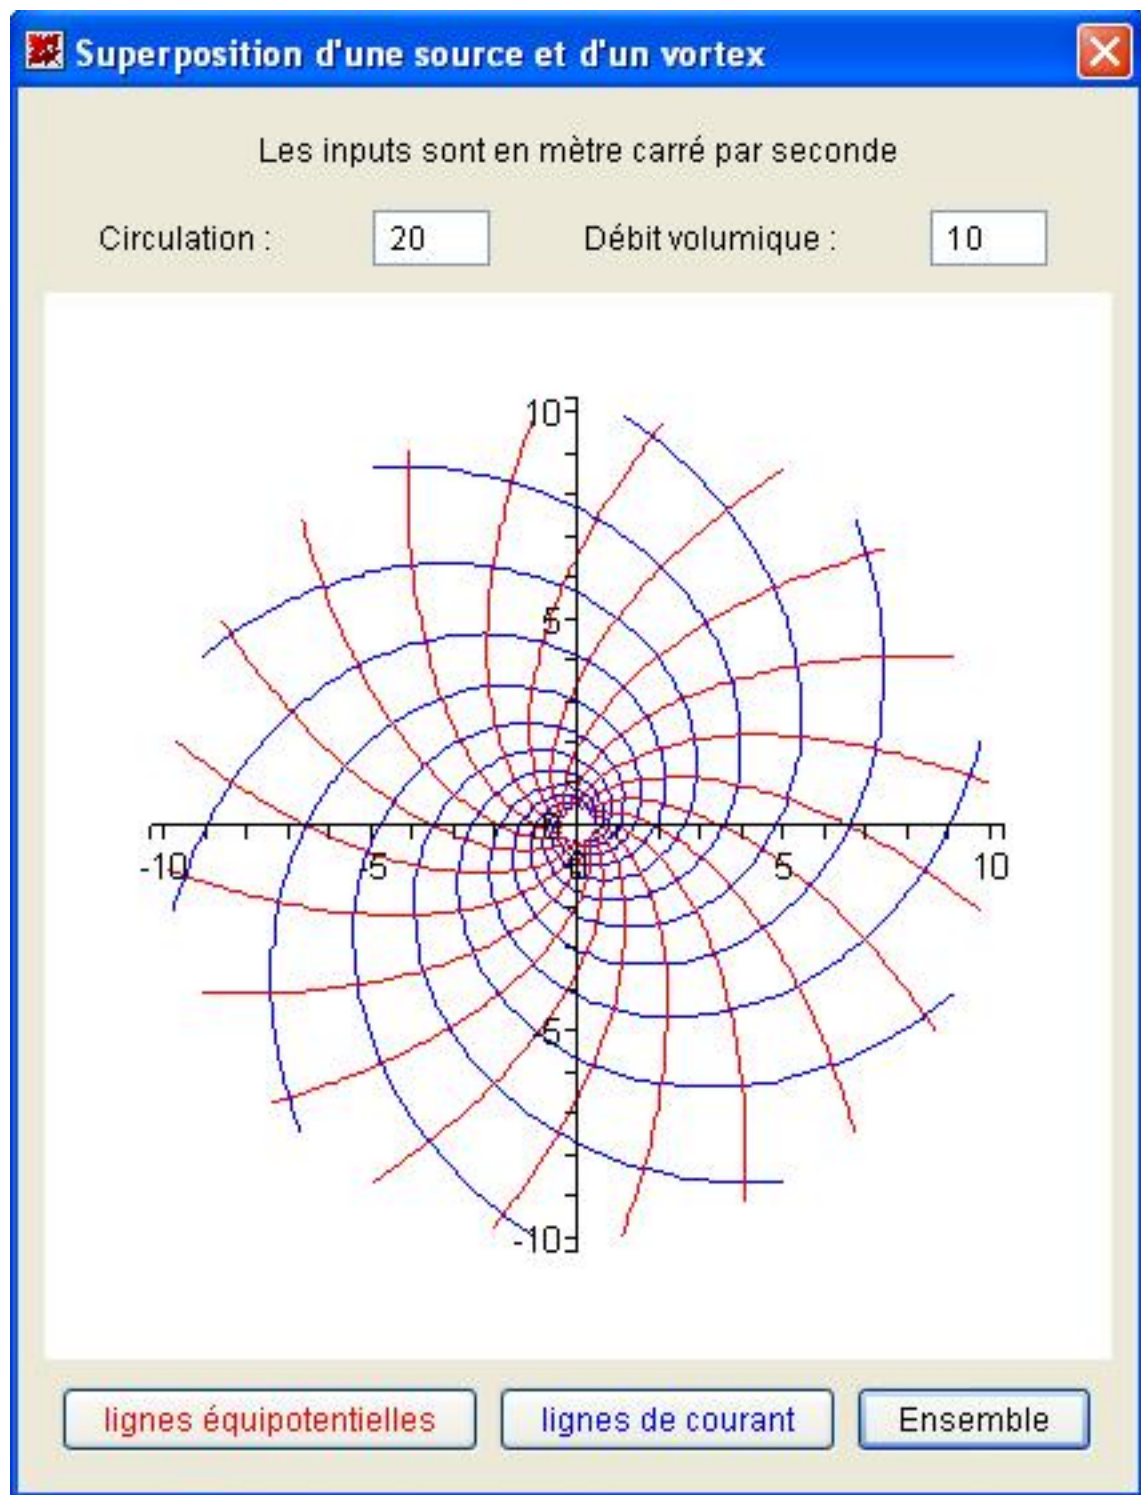 Superposition d'une source et d'un vortex
Les inputs sont en mètre carré par seconde
Circulation : 20 Débit volumique : 10
10
5
-10 -5 0 5 10
-5
-10
lignes équipotentielles lignes de courant Ensemble